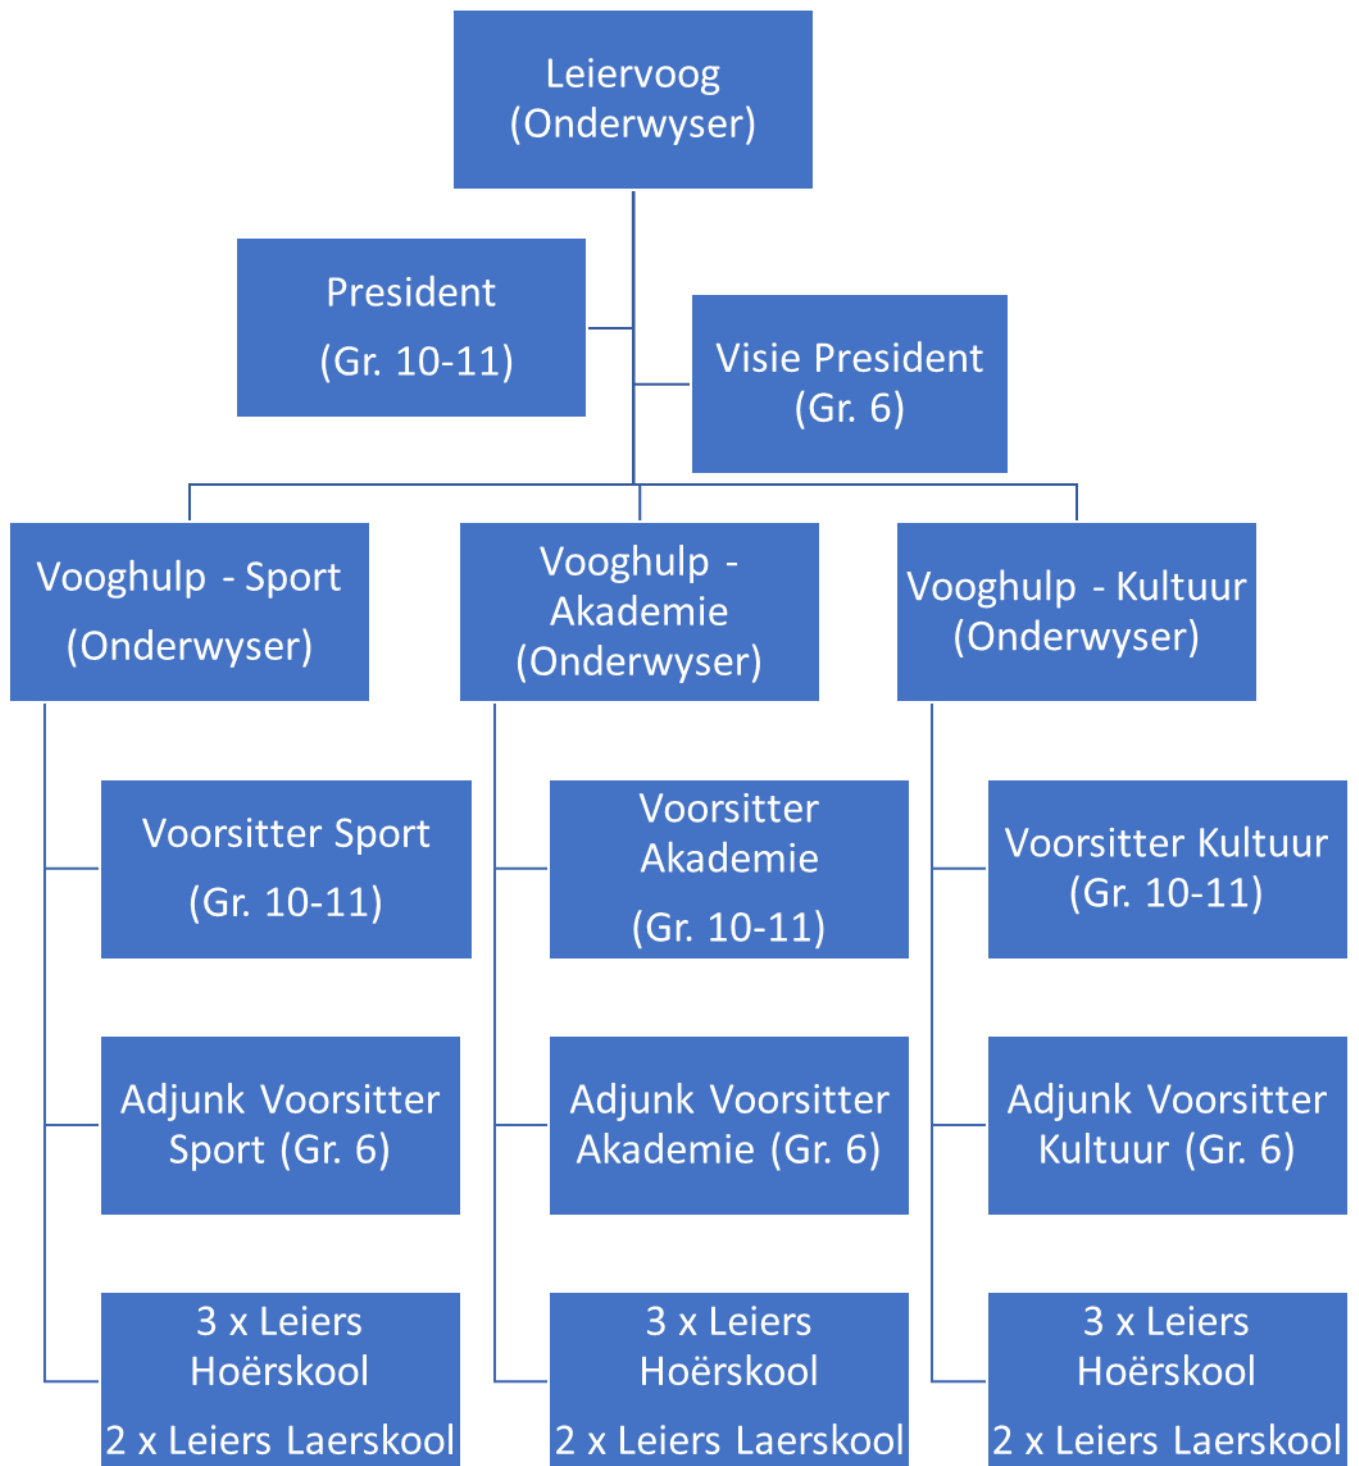 Leiervoog
(Onderwyser)
President
(Gr. 10-11)
Visie President
(Gr. 6)
Vooghulp - Sport
(Onderwyser)
Vooghulp -
Akademie
(Onderwyser)
Vooghulp - Kultuur
(Onderwyser)
Voorsitter Sport
(Gr. 10-11)
Voorsitter
Akademie
(Gr. 10-11)
Voorsitter Kultuur
(Gr. 10-11)
Adjunk Voorsitter
Sport (Gr. 6)
Adjunk Voorsitter
Akademie (Gr. 6)
Adjunk Voorsitter
Kultuur (Gr. 6)
3 x Leiers
Hoërskool
2 x Leiers Laerskool
3 x Leiers
Hoërskool
2 x Leiers Laerskool
3 x Leiers
Hoërskool
2 x Leiers Laerskool